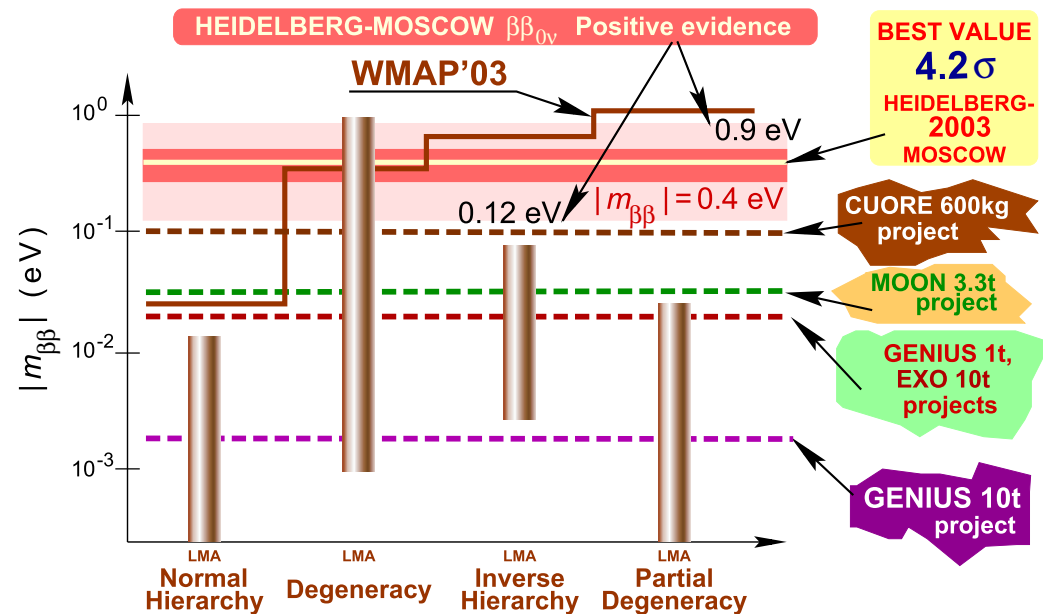 HEIDELBERG-MOSCOW ββ0ν Positive evidence
BEST VALUE
4.2σ
HEIDELBERG-
2003
MOSCOW
WMAP'03
0.9 eV
|mββ| = 0.4 eV
0.12 eV
CUORE 600kg
project
MOON 3.3t
project
GENIUS 1t,
EXO 10t
projects
GENIUS 10t
project
|mββ| (eV)
10^0
10^-1
10^-2
10^-3
LMA
Normal
Hierarchy
LMA
Degeneracy
LMA
Inverse
Hierarchy
LMA
Partial
Degeneracy